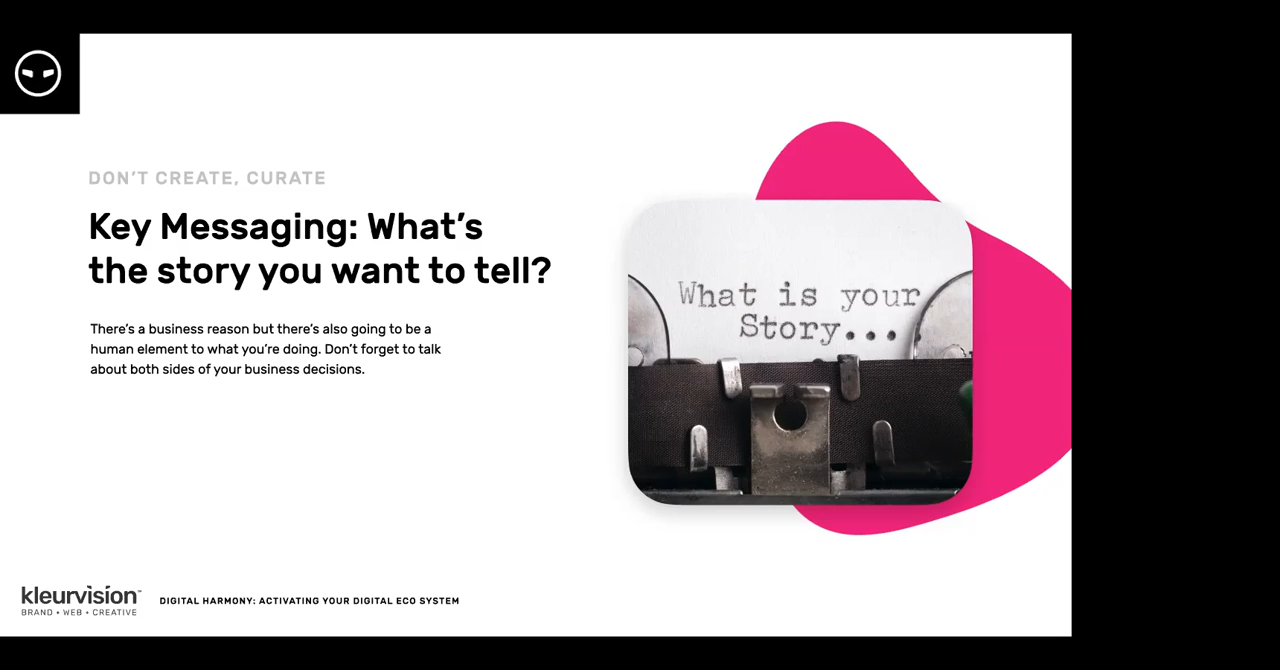 DON’T CREATE, CURATE
Key Messaging: What’s
the story you want to tell?
There’s a business reason but there’s also going to be a
human element to what you’re doing. Don’t forget to talk
about both sides of your business decisions.
What is your
Story...
kleurvision™
BRAND • WEB • CREATIVE
DIGITAL HARMONY: ACTIVATING YOUR DIGITAL ECO SYSTEM